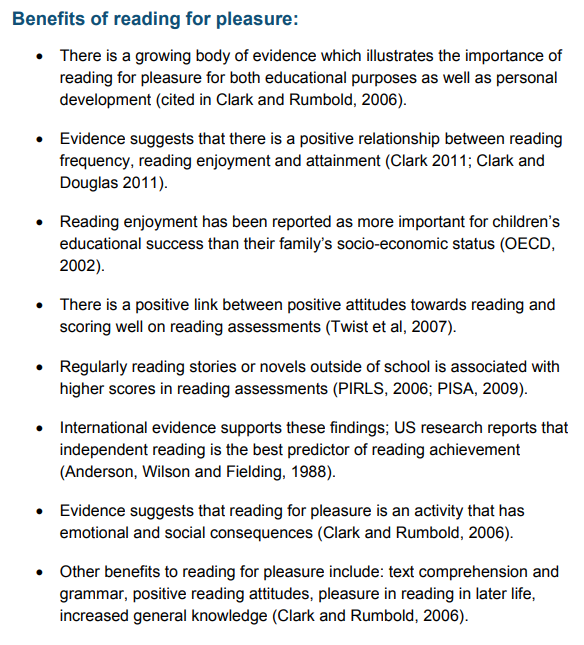 Benefits of reading for pleasure:
• There is a growing body of evidence which illustrates the importance of
reading for pleasure for both educational purposes as well as personal
development (cited in Clark and Rumbold, 2006).
• Evidence suggests that there is a positive relationship between reading
frequency, reading enjoyment and attainment (Clark 2011; Clark and
Douglas 2011).
• Reading enjoyment has been reported as more important for children’s
educational success than their family’s socio-economic status (OECD,
2002).
• There is a positive link between positive attitudes towards reading and
scoring well on reading assessments (Twist et al, 2007).
• Regularly reading stories or novels outside of school is associated with
higher scores in reading assessments (PIRLS, 2006; PISA, 2009).
• International evidence supports these findings; US research reports that
independent reading is the best predictor of reading achievement
(Anderson, Wilson and Fielding, 1988).
• Evidence suggests that reading for pleasure is an activity that has
emotional and social consequences (Clark and Rumbold, 2006).
• Other benefits to reading for pleasure include: text comprehension and
grammar, positive reading attitudes, pleasure in reading in later life,
increased general knowledge (Clark and Rumbold, 2006).